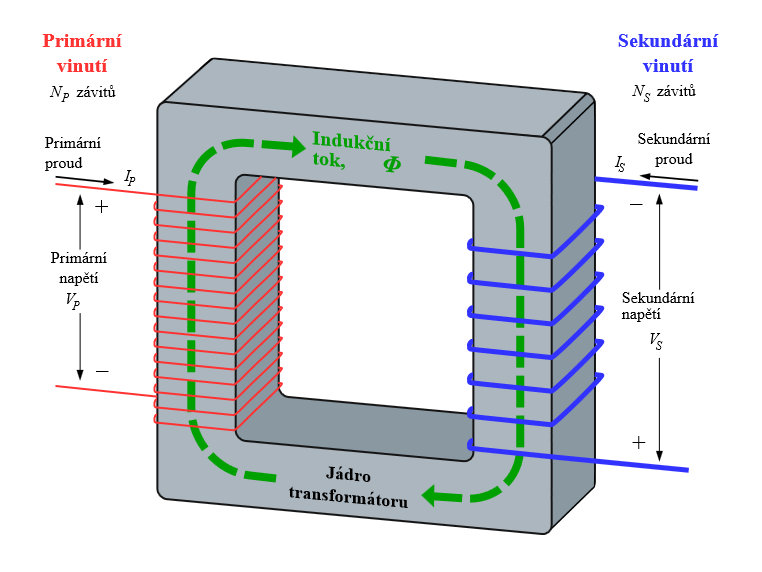 Primární
vinutí
N_P závitů
Primární
proud
I_P
+
Primární
napětí
V_P
−
Indukční
tok, Φ
Jádro
transformátoru
Sekundární
vinutí
N_S závitů
Sekundární
proud
I_S
−
Sekundární
napětí
V_S
+